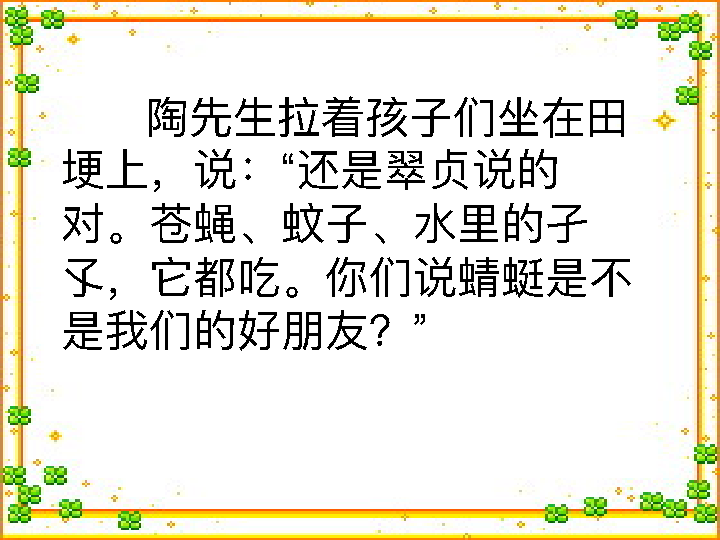 陶先生拉着孩子们坐在田
埂上，说：“还是翠贞说的
对。苍蝇、蚊子、水里的孑
孓，它都吃。你们说蜻蜓是不
是我们的好朋友？”